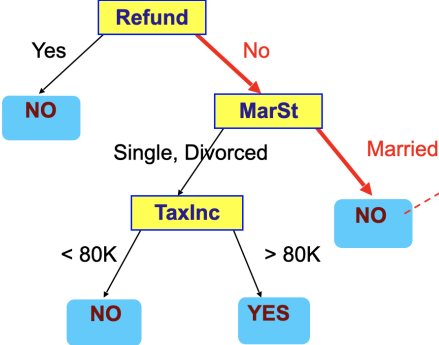 Refund
Yes
No
NO
MarSt
Single, Divorced
Married
TaxInc
NO
< 80K
> 80K
NO
YES